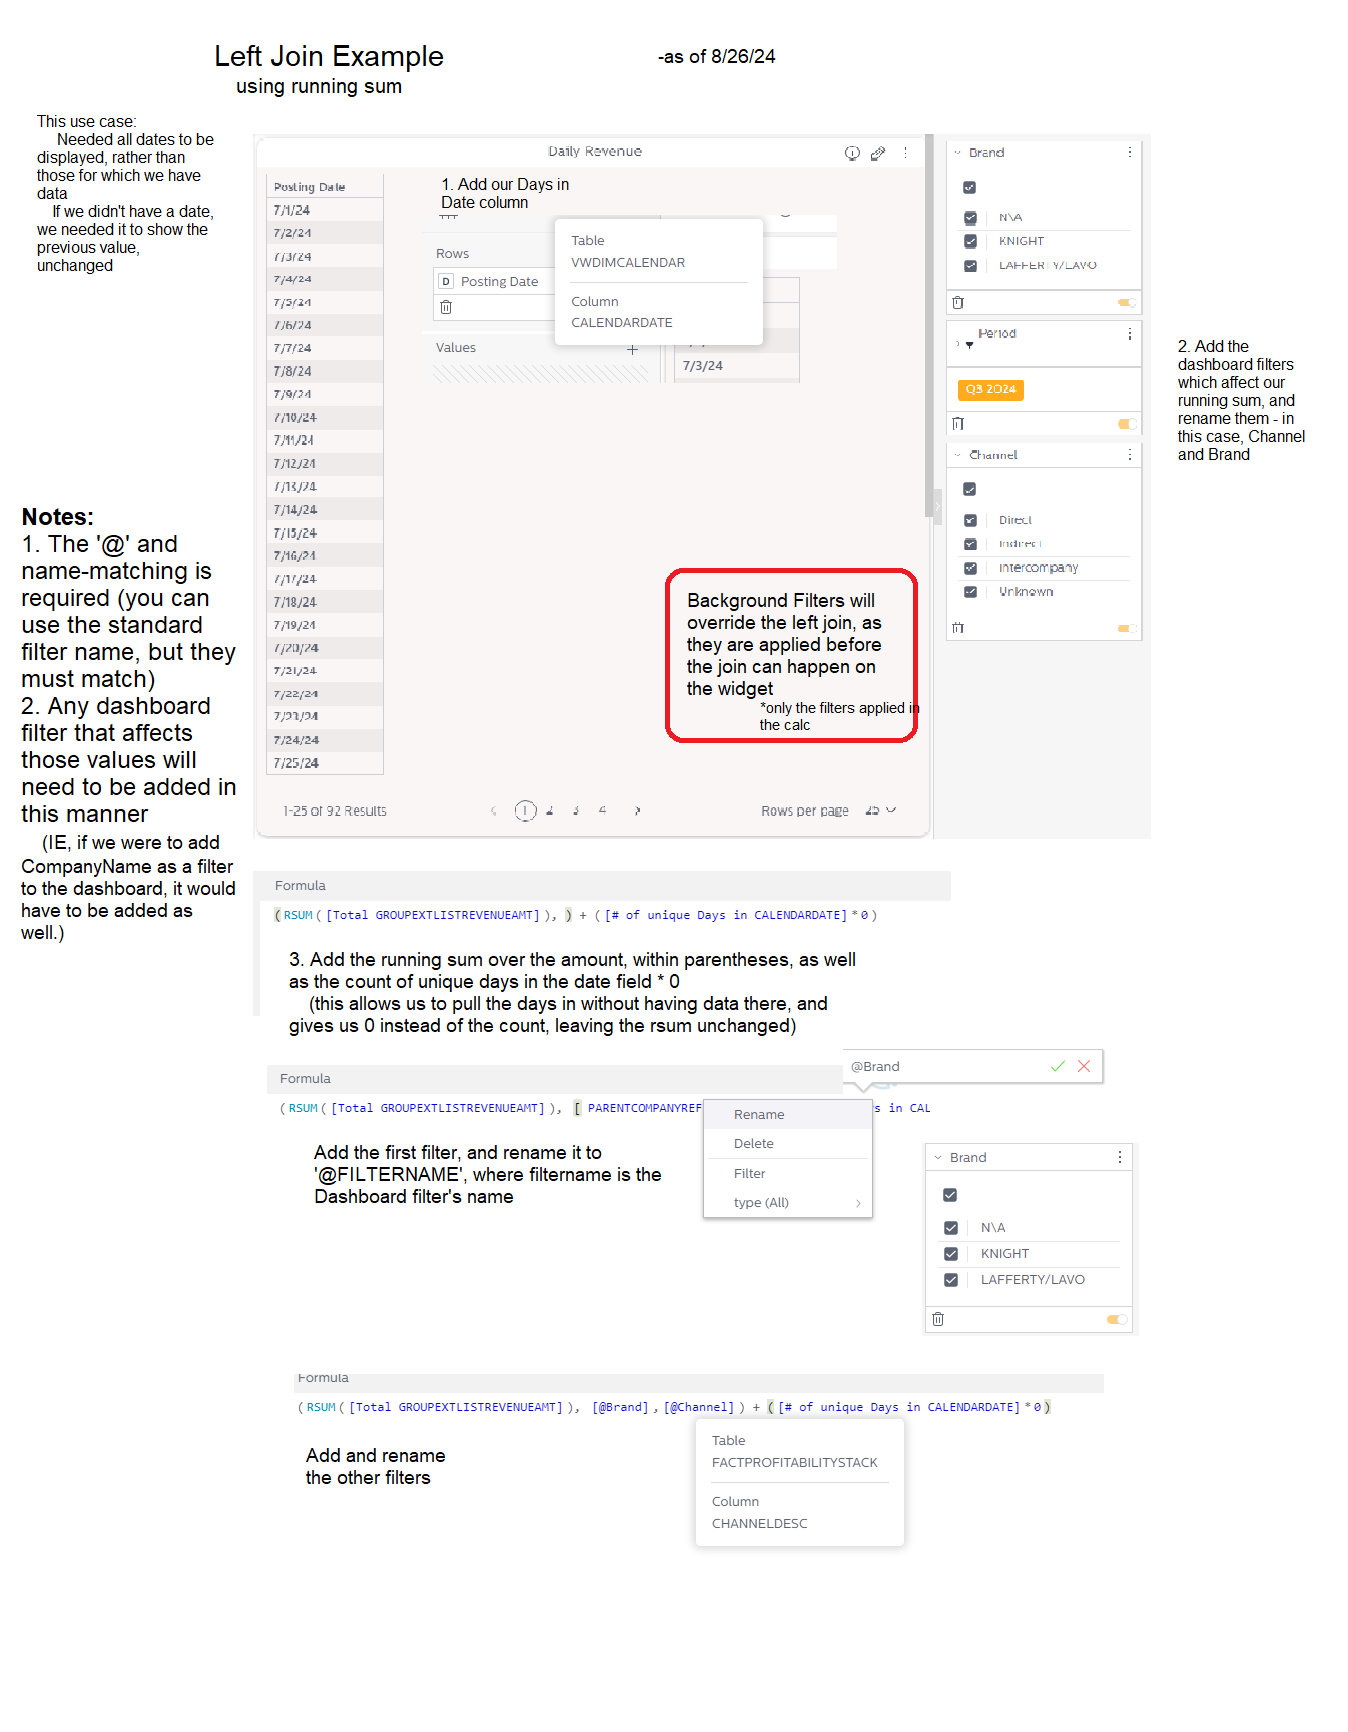 Left Join Example
using running sum
-as of 8/26/24
This use case:
Needed all dates to be
displayed, rather than
those for which we have
data
If we didn't have a date,
we needed it to show the
previous value,
unchanged
Daily Revenue
Posting Date
7/1/24
7/2/24
7/3/24
7/4/24
7/5/24
7/6/24
7/7/24
7/8/24
7/9/24
7/10/24
7/11/24
7/12/24
7/13/24
7/14/24
7/15/24
7/16/24
7/17/24
7/18/24
7/19/24
7/20/24
7/21/24
7/22/24
7/23/24
7/24/24
7/25/24
1. Add our Days in
Date column
Rows
D Posting Date
Values
Table
VWDIMCALENDAR
Column
CALENDARDATE
7/3/24
Background Filters will
override the left join, as
they are applied before
the join can happen on
the widget
*only the filters applied in
the calc
1-25 of 92 Results
1 2 3 4
Rows per page 25
Brand
N\A
KNIGHT
LAFFERTY/LAVO
Period
Q3 2024
Channel
Direct
Indirect
Intercompany
Unknown
2. Add the
dashboard filters
which affect our
running sum, and
rename them - in
this case, Channel
and Brand
Notes:
1. The '@' and
name-matching is
required (you can
use the standard
filter name, but they
must match)
2. Any dashboard
filter that affects
those values will
need to be added in
this manner
(IE, if we were to add
CompanyName as a filter
to the dashboard, it would
have to be added as
well.)
Formula
(RSUM([Total GROUPEXTLISTREVENUEAMT]), ) + ([# of unique Days in CALENDARDATE]*0)
3. Add the running sum over the amount, within parentheses, as well
as the count of unique days in the date field * 0
(this allows us to pull the days in without having data there, and
gives us 0 instead of the count, leaving the rsum unchanged)
@Brand
Formula
(RSUM([Total GROUPEXTLISTREVENUEAMT]), [ PARENTCOMPANYREF s in CAL
Rename
Delete
Filter
type (All)
Add the first filter, and rename it to
'@FILTERNAME', where filtername is the
Dashboard filter's name
Brand
N\A
KNIGHT
LAFFERTY/LAVO
Formula
(RSUM([Total GROUPEXTLISTREVENUEAMT]), [@Brand],[@Channel]) + ([# of unique Days in CALENDARDATE]*0)
Add and rename
the other filters
Table
FACTPROFITABILITYSTACK
Column
CHANNELDESC